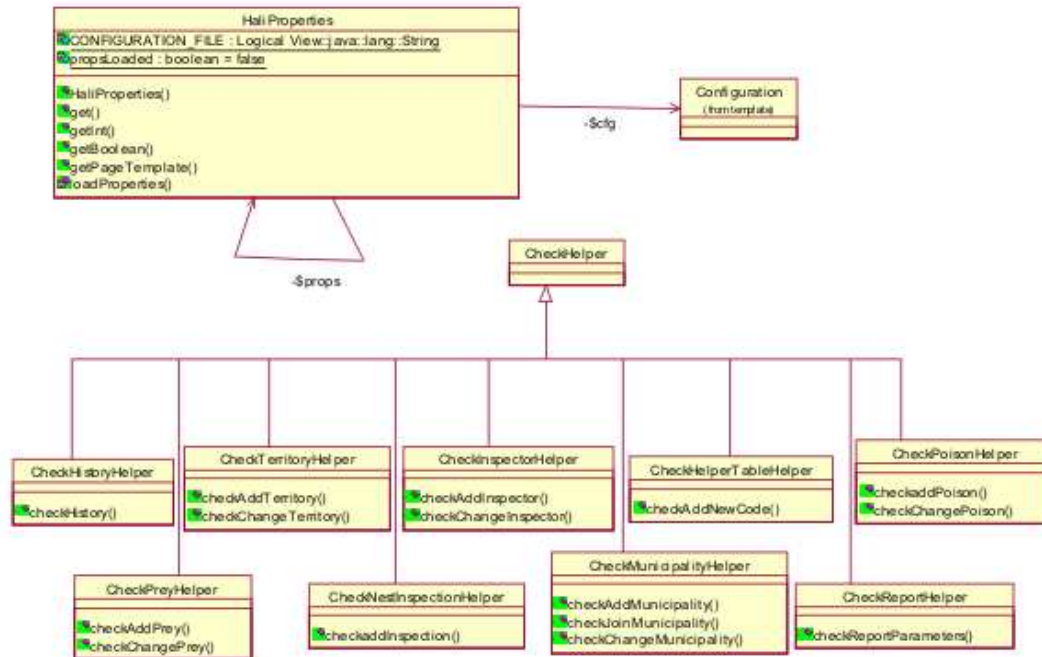 Hali Properties
CONFIGURATION_FILE : Logical View::java::lang::String
propsLoaded : boolean = false
HaliProperties()
get()
getInt()
getBoolean()
getPageTemplate()
loadProperties()
Configuration
(from template)
-$cfg
-$props
CheckHelper
CheckHistoryHelper
checkHistory()
CheckTerritoryHelper
checkAddTerritory()
checkChangeTerritory()
CheckInspectorHelper
checkAddInspector()
checkChangeInspector()
CheckHelperTableHelper
checkAddNewCode()
CheckPoisonHelper
checkaddPoison()
checkChangePoison()
CheckPreyHelper
checkAddPrey()
checkChangePrey()
CheckNestInspectionHelper
checkaddInspection()
CheckMunicipalityHelper
checkAddMunicipality()
checkJoinMunicipality()
checkChangeMunicipality()
CheckReportHelper
checkReportParameters()